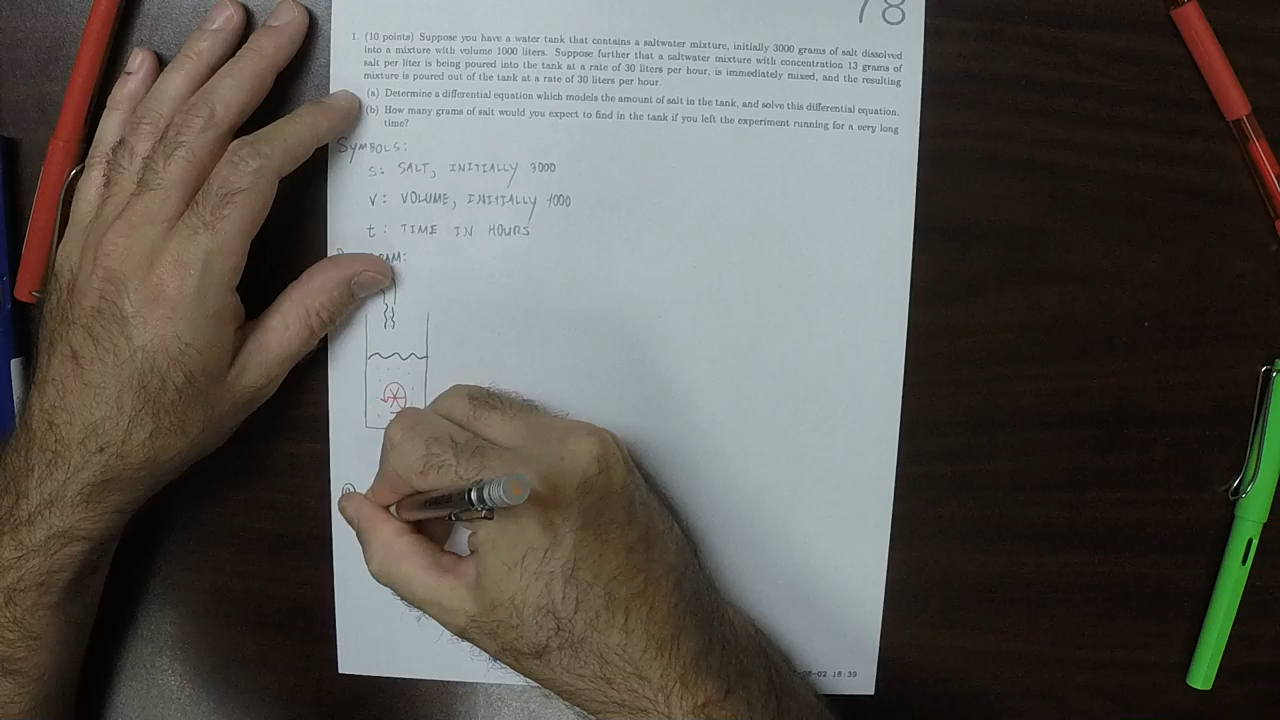 78
1. (10 points) Suppose you have a water tank that contains a saltwater mixture, initially 3000 grams of salt dissolved
into a mixture with volume 1000 liters. Suppose further that a saltwater mixture with concentration 13 grams of
salt per liter is being poured into the tank at a rate of 30 liters per hour, is immediately mixed, and the resulting
mixture is poured out of the tank at a rate of 30 liters per hour.
(a) Determine a differential equation which models the amount of salt in the tank, and solve this differential equation.
(b) How many grams of salt would you expect to find in the tank if you left the experiment running for a very long
time?
SYMBOLS:
S: SALT, INITIALLY 3000
V: VOLUME, INITIALLY 1000
t: TIME IN HOURS
AM:
-02 18:39